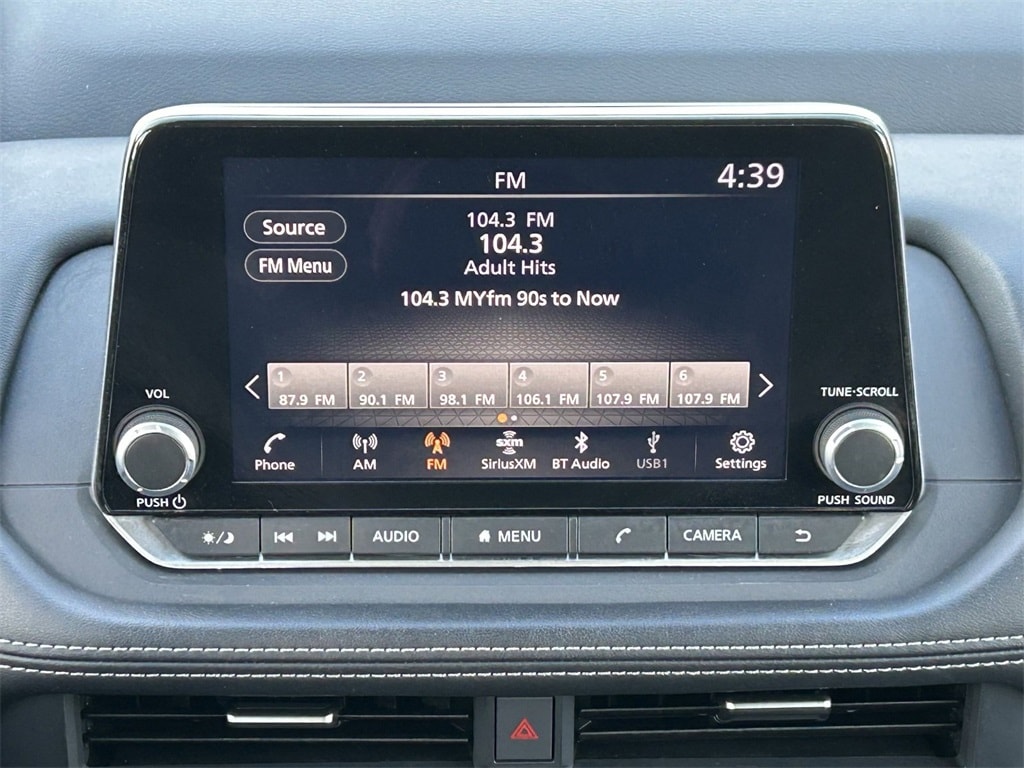 FM
4:39
Source
104.3 FM
104.3
FM Menu
Adult Hits
104.3 MYfm 90s to Now
1 2 3 4 5 6
87.9 FM 90.1 FM 98.1 FM 106.1 FM 107.9 FM 107.9 FM
VOL
TUNE·SCROLL
sxm
Phone AM FM SiriusXM BT Audio USB1 Settings
PUSH
PUSH SOUND
AUDIO MENU CAMERA